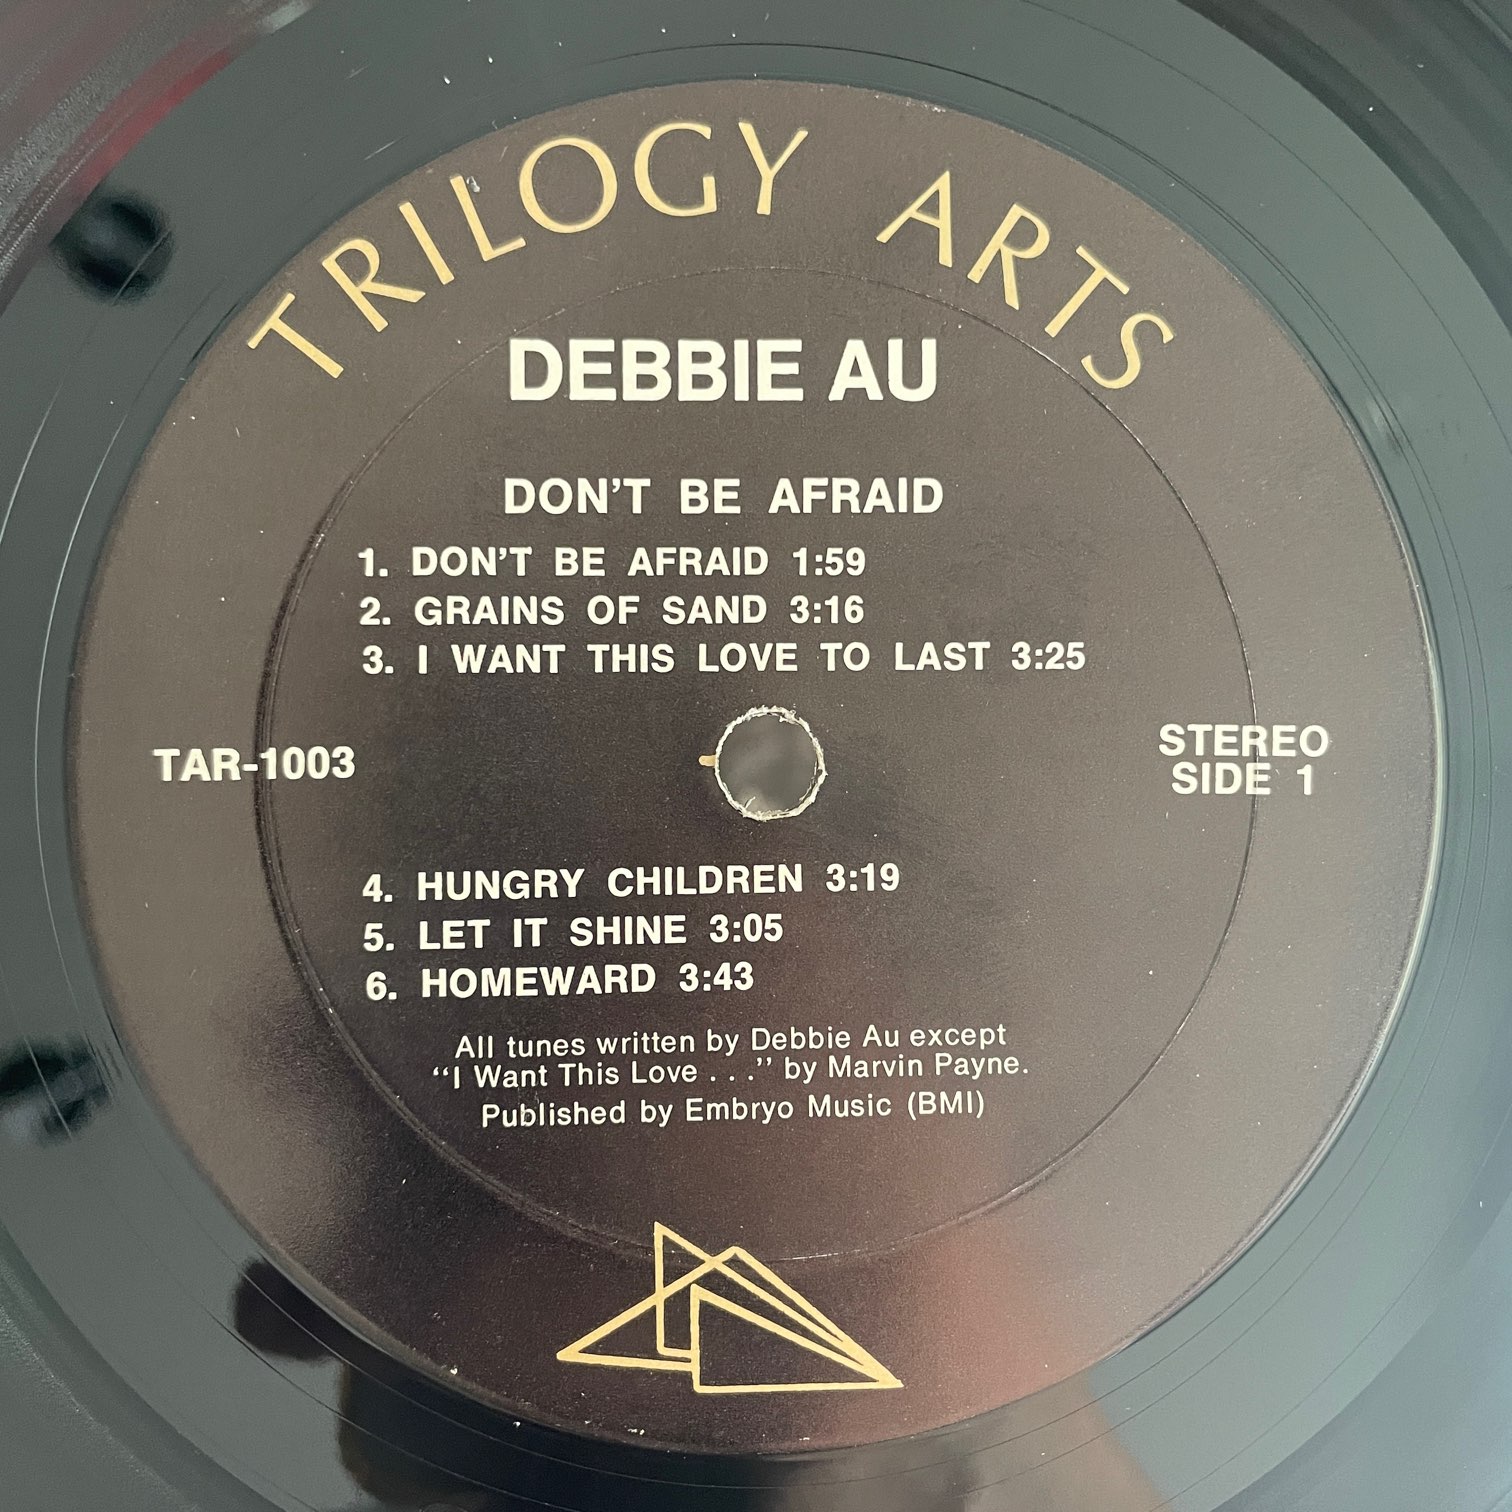 TRILOGY ARTS
DEBBIE AU
DON'T BE AFRAID
1. DON'T BE AFRAID 1:59
2. GRAINS OF SAND 3:16
3. I WANT THIS LOVE TO LAST 3:25
TAR-1003
STEREO
SIDE 1
4. HUNGRY CHILDREN 3:19
5. LET IT SHINE 3:05
6. HOMEWARD 3:43
All tunes written by Debbie Au except
“I Want This Love . . .” by Marvin Payne.
Published by Embryo Music (BMI)